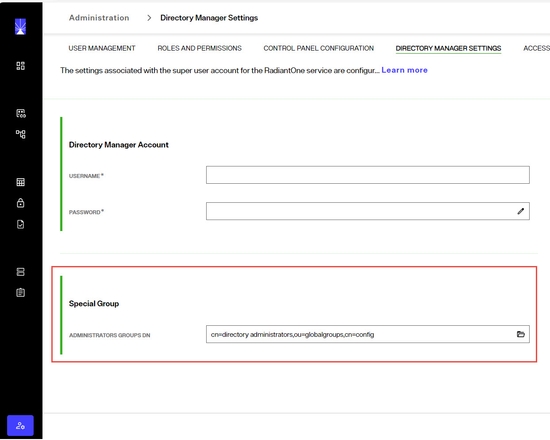 Administration > Directory Manager Settings
USER MANAGEMENT ROLES AND PERMISSIONS CONTROL PANEL CONFIGURATION DIRECTORY MANAGER SETTINGS ACCESS
The settings associated with the super user account for the RadiantOne service are configur... Learn more
Directory Manager Account
USERNAME*
PASSWORD*
Special Group
ADMINISTRATORS GROUPS DN cn=directory administrators,ou=globalgroups,cn=config